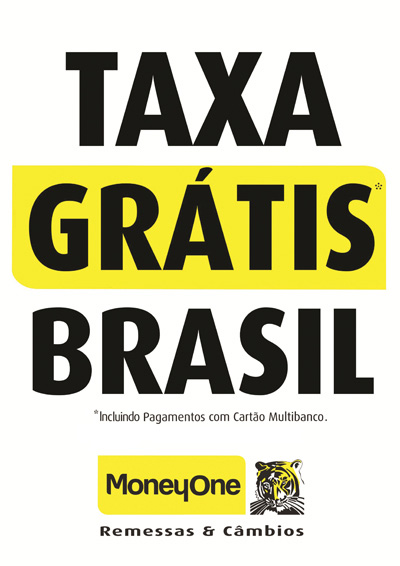 TAXA
GRÁTIS*
BRASIL
*Incluindo Pagamentos com Cartão Multibanco.
MoneyOne
Remessas & Câmbios